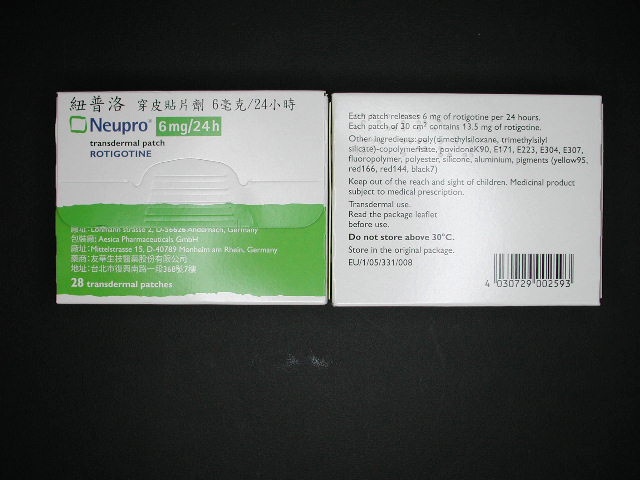 紐普洛 穿皮貼片劑 6毫克/24小時
Neupro® 6 mg/24 h
transdermal patch
ROTIGOTINE
廠址: Lohmann strasse 2, D-56626 Andernach, Germany
包裝廠: Aesica Pharmaceuticals GmbH
廠址: Mittelstrasse 15, D-40789 Monheim am Rhein, Germany
藥商: 友華生技醫藥股份有限公司
地址: 台北市復興南路一段368號7樓
28 transdermal patches
Each patch releases 6 mg of rotigotine per 24 hours.
Each patch of 30 cm² contains 13.5 mg of rotigotine.
Other ingredients: poly(dimethylsiloxane, trimethylsilyl
silicate)-copolymerisate, povidoneK90, E171, E223, E304, E307,
fluoropolymer, polyester, silicone, aluminium, pigments (yellow95,
red166, red144, black7)
Keep out of the reach and sight of children. Medicinal product
subject to medical prescription.
Transdermal use.
Read the package leaflet
before use.
Do not store above 30°C.
Store in the original package.
EU/1/05/331/008
4 030729 002593